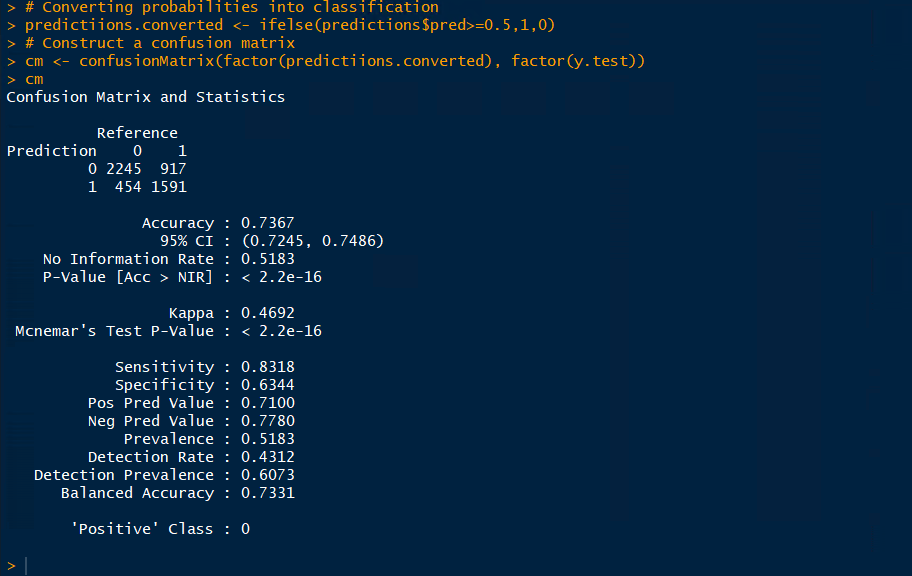 > # Converting probabilities into classification
> predictiions.converted <- ifelse(predictions$pred>=0.5,1,0)
> # Construct a confusion matrix
> cm <- confusionMatrix(factor(predictiions.converted), factor(y.test))
> cm
Confusion Matrix and Statistics

          Reference
Prediction    0    1
         0 2245  917
         1  454 1591

               Accuracy : 0.7367
                 95% CI : (0.7245, 0.7486)
    No Information Rate : 0.5183
    P-Value [Acc > NIR] : < 2.2e-16

                  Kappa : 0.4692
 Mcnemar's Test P-Value : < 2.2e-16

            Sensitivity : 0.8318
            Specificity : 0.6344
         Pos Pred Value : 0.7100
         Neg Pred Value : 0.7780
             Prevalence : 0.5183
         Detection Rate : 0.4312
   Detection Prevalence : 0.6073
      Balanced Accuracy : 0.7331

       'Positive' Class : 0

>